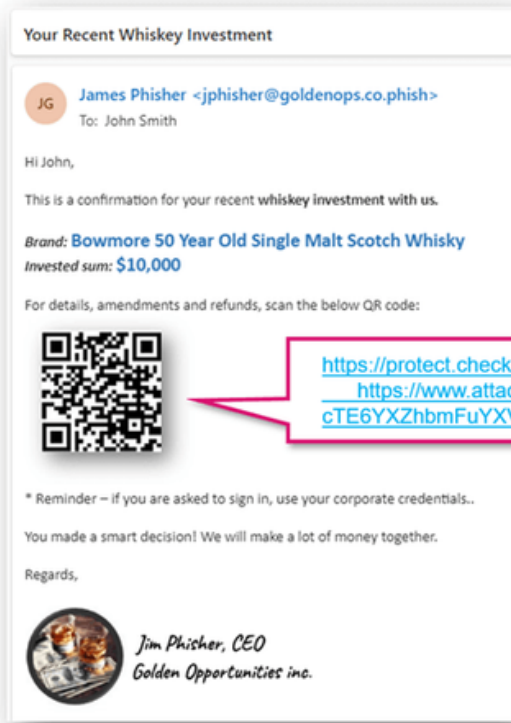 Your Recent Whiskey Investment
JG
James Phisher <jphisher@goldenops.co.phish>
To: John Smith
Hi John,
This is a confirmation for your recent whiskey investment with us.
Brand: Bowmore 50 Year Old Single Malt Scotch Whisky
Invested sum: $10,000
For details, amendments and refunds, scan the below QR code:
https://protect.check
https://www.attac
cTE6YXZhbmFuYXV
* Reminder – if you are asked to sign in, use your corporate credentials..
You made a smart decision! We will make a lot of money together.
Regards,
Jim Phisher, CEO
Golden Opportunities inc.